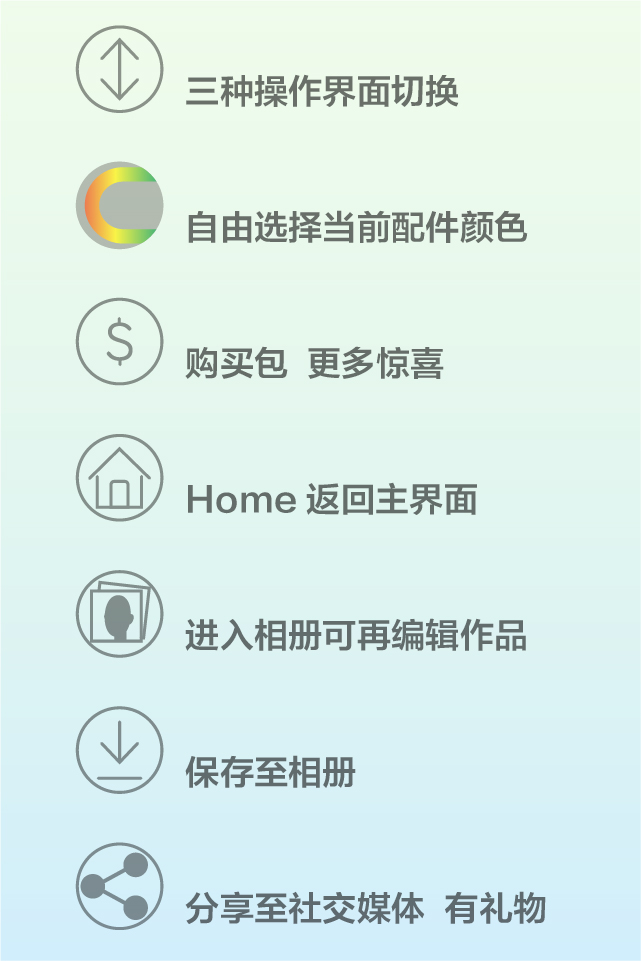 三种操作界面切换
自由选择当前配件颜色
$
购买包 更多惊喜
Home 返回主界面
进入相册可再编辑作品
保存至相册
分享至社交媒体 有礼物